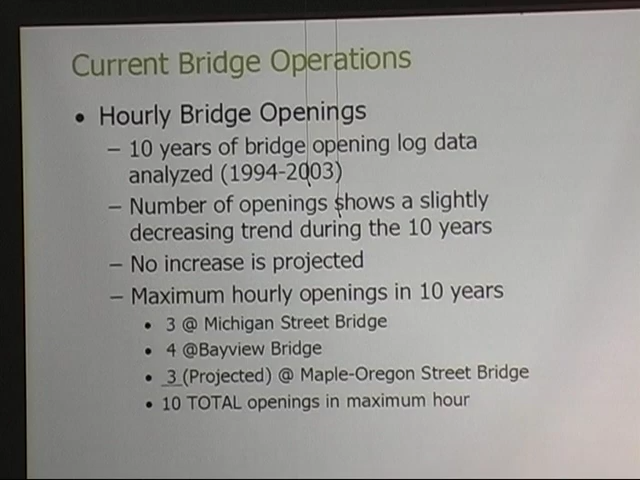 Current Bridge Operations
• Hourly Bridge Openings
– 10 years of bridge opening log data
analyzed (1994-2003)
– Number of openings shows a slightly
decreasing trend during the 10 years
– No increase is projected
– Maximum hourly openings in 10 years
• 3 @ Michigan Street Bridge
• 4 @Bayview Bridge
• 3 (Projected) @ Maple-Oregon Street Bridge
• 10 TOTAL openings in maximum hour